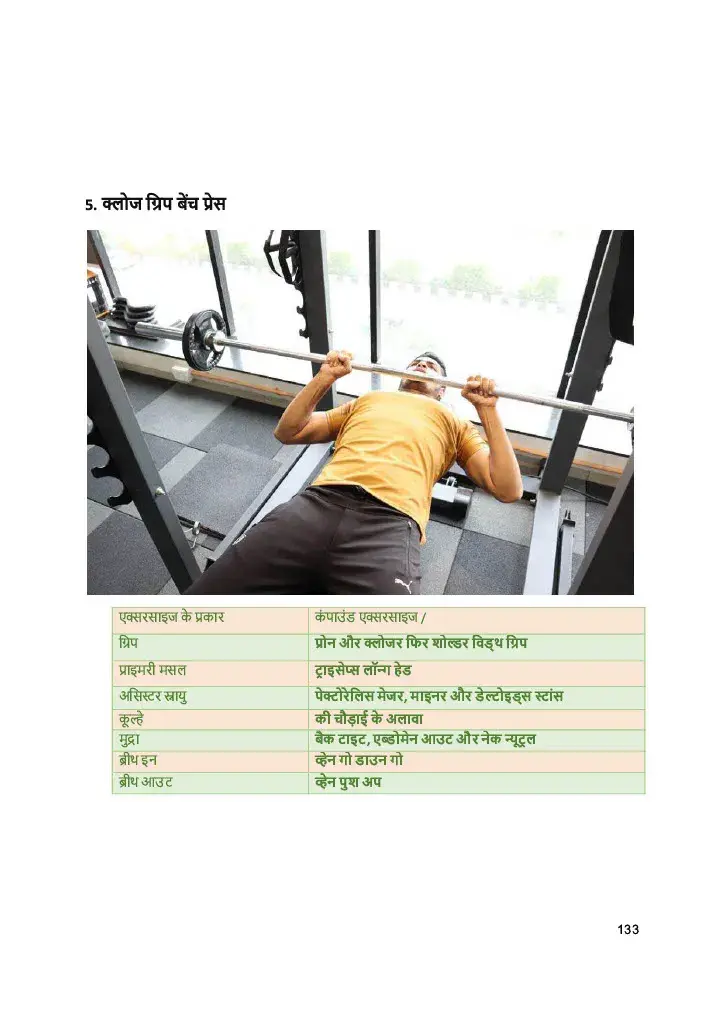 5. क्लोज ग्रिप बेंच प्रेस
एक्सरसाइज के प्रकार कंपाउंड एक्सरसाइज /
ग्रिप प्रोन और क्लोजर फिर शोल्डर विड्थ ग्रिप
प्राइमरी मसल ट्राइसेप्स लॉन्ग हेड
असिस्टर स्नायु पेक्टोरेलिस मेजर, माइनर और डेल्टोइड्स स्टांस
कूल्हे की चौड़ाई के अलावा
मुद्रा बैक टाइट, एब्डोमेन आउट और नेक न्यूट्रल
ब्रीथ इन व्हेन गो डाउन गो
ब्रीथ आउट व्हेन पुश अप
133